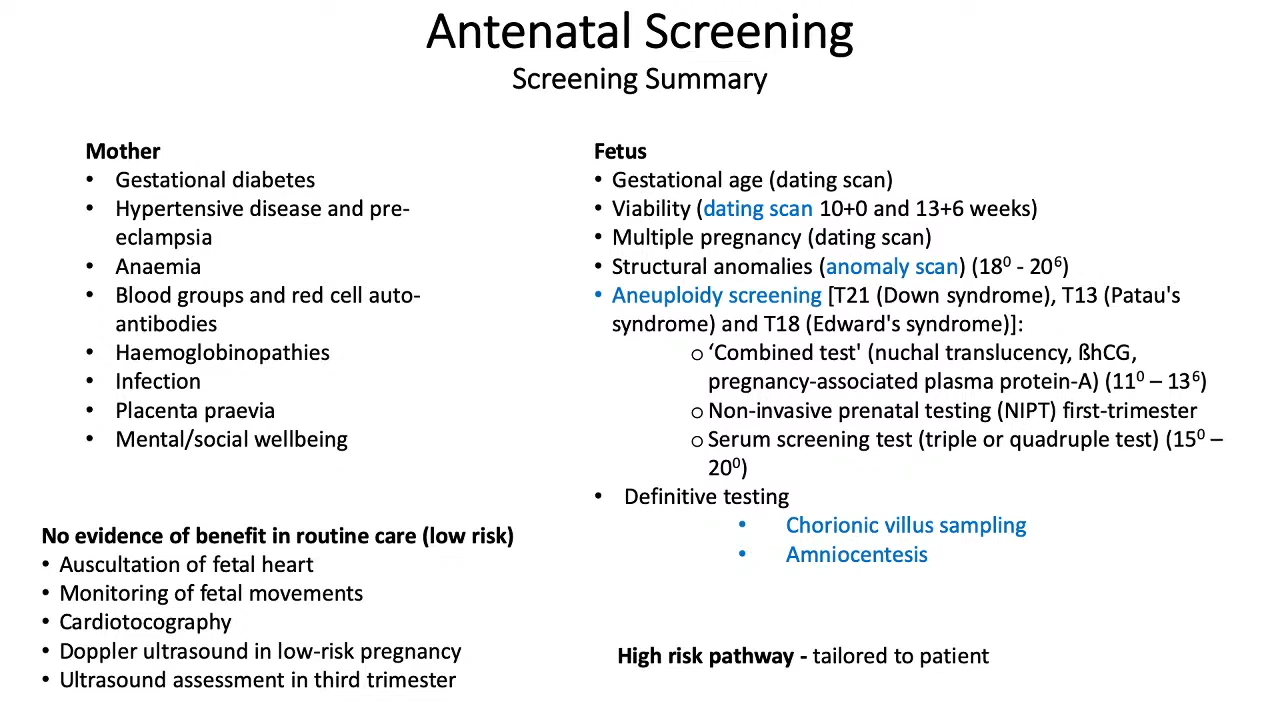 Antenatal Screening
Screening Summary
Mother
• Gestational diabetes
• Hypertensive disease and pre-
eclampsia
• Anaemia
• Blood groups and red cell auto-
antibodies
• Haemoglobinopathies
• Infection
• Placenta praevia
• Mental/social wellbeing
No evidence of benefit in routine care (low risk)
• Auscultation of fetal heart
• Monitoring of fetal movements
• Cardiotocography
• Doppler ultrasound in low-risk pregnancy
• Ultrasound assessment in third trimester
Fetus
• Gestational age (dating scan)
• Viability (dating scan 10+0 and 13+6 weeks)
• Multiple pregnancy (dating scan)
• Structural anomalies (anomaly scan) (18⁰ - 20⁶)
• Aneuploidy screening [T21 (Down syndrome), T13 (Patau's
syndrome) and T18 (Edward's syndrome)]:
o ‘Combined test' (nuchal translucency, ßhCG,
pregnancy-associated plasma protein-A) (11⁰ – 13⁶)
o Non-invasive prenatal testing (NIPT) first-trimester
o Serum screening test (triple or quadruple test) (15⁰ –
20⁰)
• Definitive testing
• Chorionic villus sampling
• Amniocentesis
High risk pathway - tailored to patient